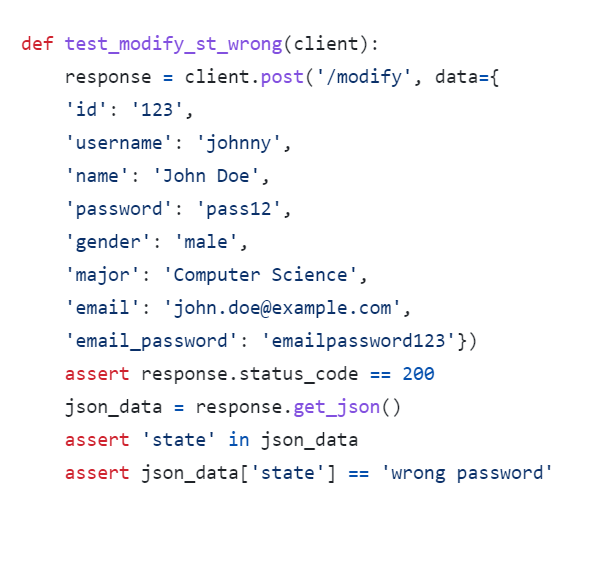 def test_modify_st_wrong(client):
    response = client.post('/modify', data={
    'id': '123',
    'username': 'johnny',
    'name': 'John Doe',
    'password': 'pass12',
    'gender': 'male',
    'major': 'Computer Science',
    'email': 'john.doe@example.com',
    'email_password': 'emailpassword123'})
    assert response.status_code == 200
    json_data = response.get_json()
    assert 'state' in json_data
    assert json_data['state'] == 'wrong password'